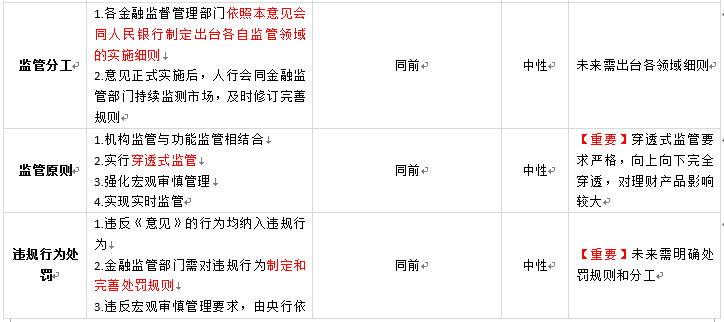 监管分工
1.各金融监督管理部门依照本意见会
同人民银行制定出台各自监管领域
的实施细则
2.意见正式实施后，人行会同金融监
管部门持续监测市场，及时修订完善
规则
同前
中性
未来需出台各领域细则
监管原则
1.机构监管与功能监管相结合
2.实行穿透式监管
3.强化宏观审慎管理
4.实现实时监管
同前
中性
【重要】穿透式监管要
求严格，向上向下完全
穿透，对理财产品影响
较大
违规行为处
罚
1.违反《意见》的行为均纳入违规行
为
2.金融监管部门需对违规行为制定和
完善处罚规则
3.违反宏观审慎管理要求，由央行依
同前
中性
【重要】未来需明确处
罚规则和分工